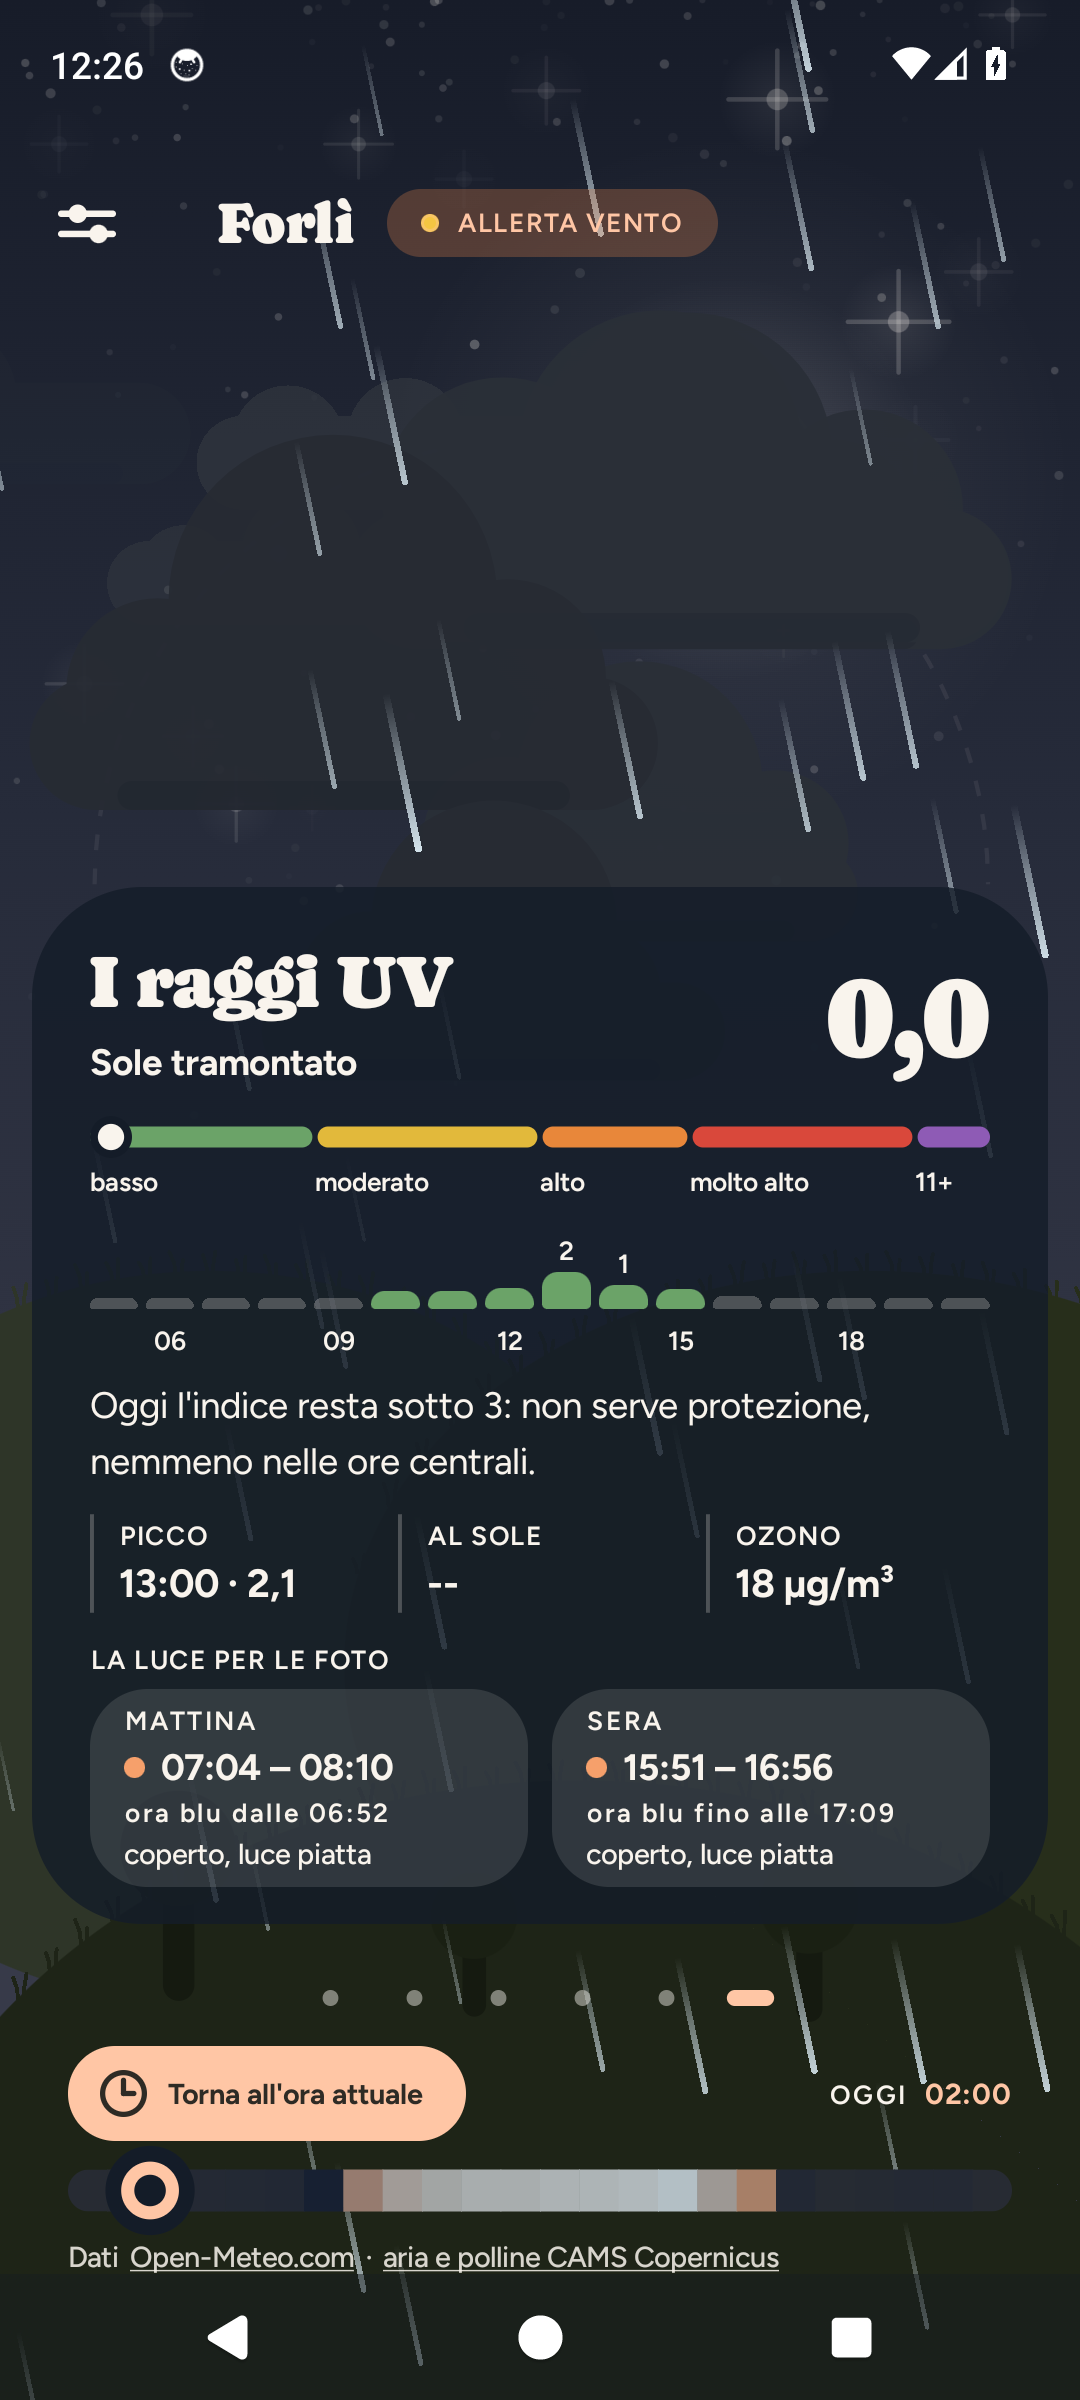 12:26
Forlì
ALLERTA VENTO
I raggi UV
0,0
Sole tramontato
basso moderato alto molto alto 11+
2 1
06 09 12 15 18
Oggi l'indice resta sotto 3: non serve protezione,
nemmeno nelle ore centrali.
PICCO AL SOLE OZONO
13:00 · 2,1 -- 18 µg/m³
LA LUCE PER LE FOTO
MATTINA
07:04 – 08:10
ora blu dalle 06:52
coperto, luce piatta
SERA
15:51 – 16:56
ora blu fino alle 17:09
coperto, luce piatta
Torna all'ora attuale
OGGI 02:00
Dati Open-Meteo.com · aria e polline CAMS Copernicus